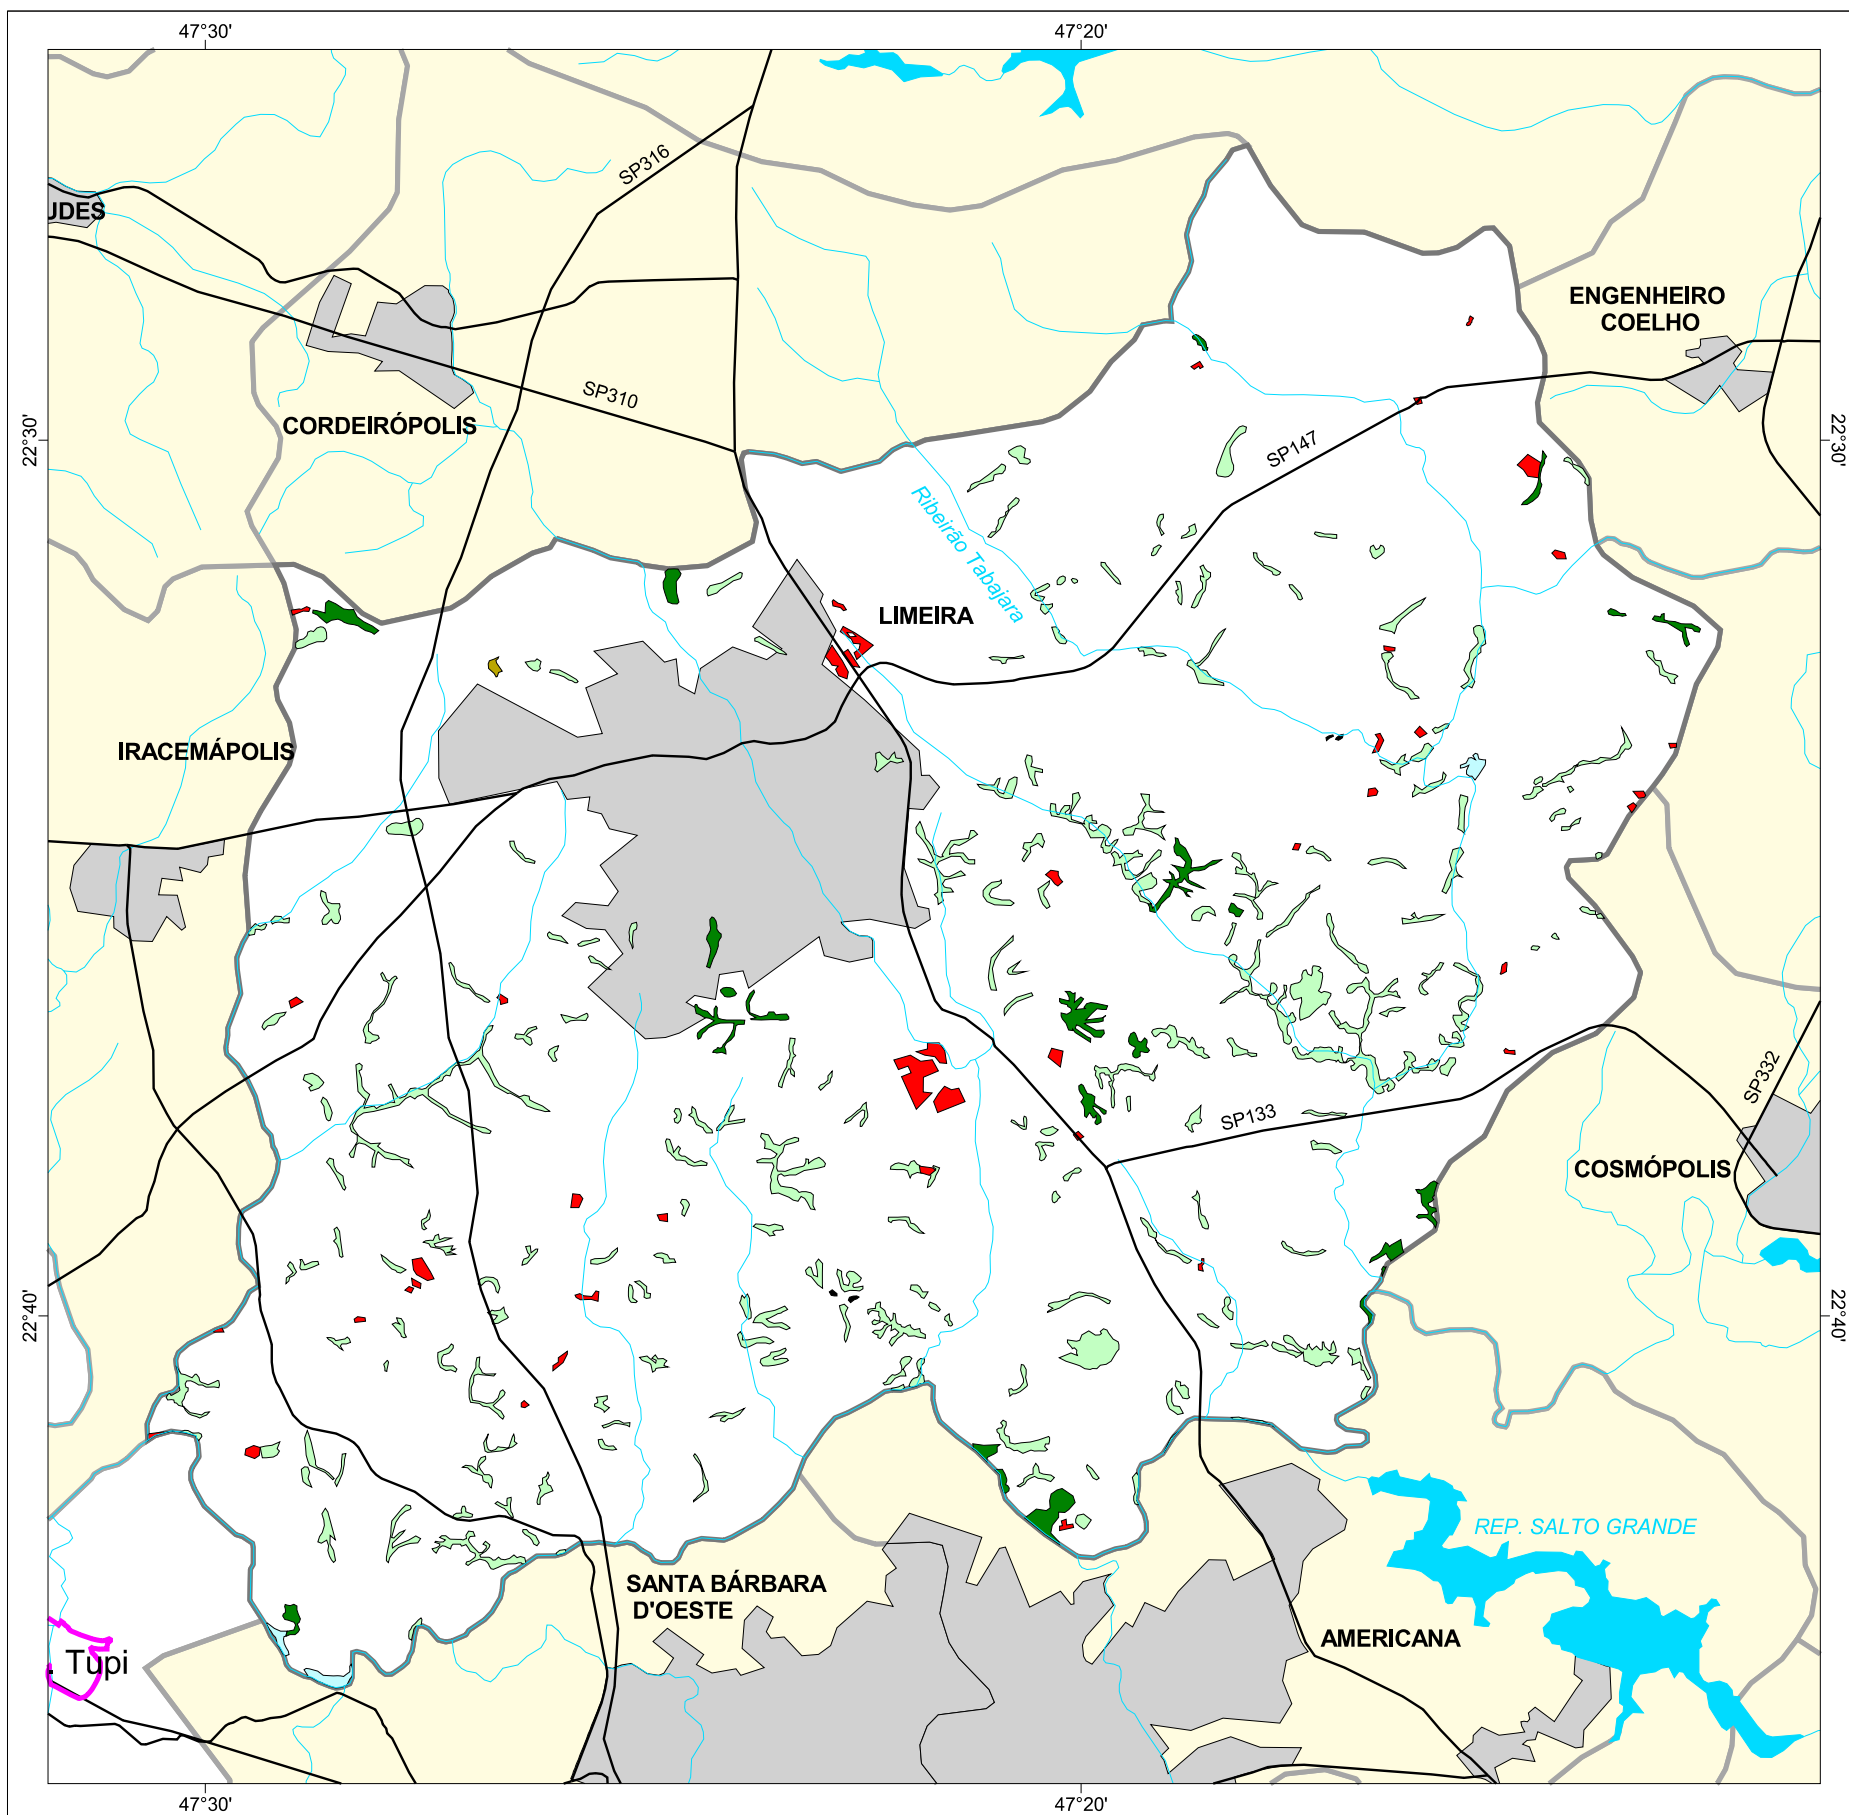 47°30'
47°20'
SP316
UDES
ENGENHEIRO
COELHO
SP310
CORDEIRÓPOLIS
22°30'
22°30'
SP147
Ribeirão Tabajara
LIMEIRA
IRACEMÁPOLIS
SP332
SP133
COSMÓPOLIS
22°40'
22°40'
REP. SALTO GRANDE
SANTA BÁRBARA
D'OESTE
AMERICANA
. Tupi
47°30'
47°20'